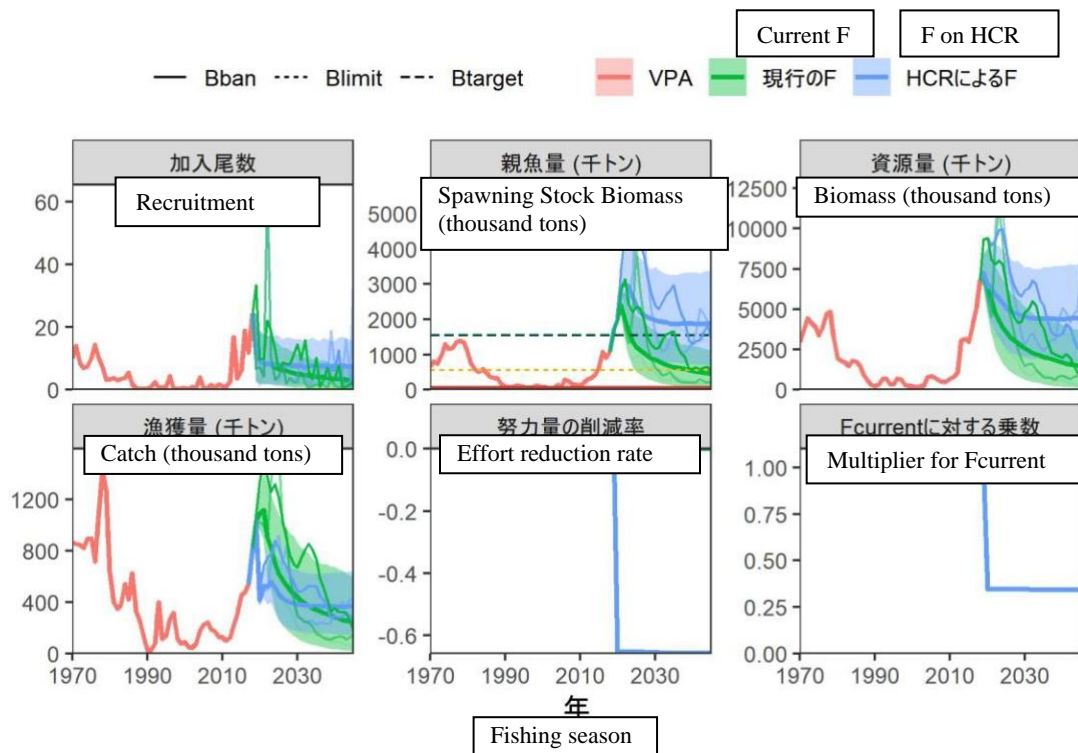 Current F
F on HCR
Bban
Blimit
Btarget
VPA
現行のF
HCRによるF
加入尾数
Recruitment
60
40
20
0
親魚量 (千トン)
Spawning Stock Biomass
(thousand tons)
5000
4000
3000
2000
1000
0
資源量 (千トン)
Biomass (thousand tons)
12500
10000
7500
5000
2500
0
漁獲量 (千トン)
Catch (thousand tons)
1200
800
400
0
1970
1990
2010
2030
努力量の削減率
Effort reduction rate
0.0
-0.2
-0.4
-0.6
1970
1990
2010
2030
Fcurrentに対する乗数
Multiplier for Fcurrent
1.00
0.75
0.50
0.25
0.00
1970
1990
2010
2030
年
Fishing season